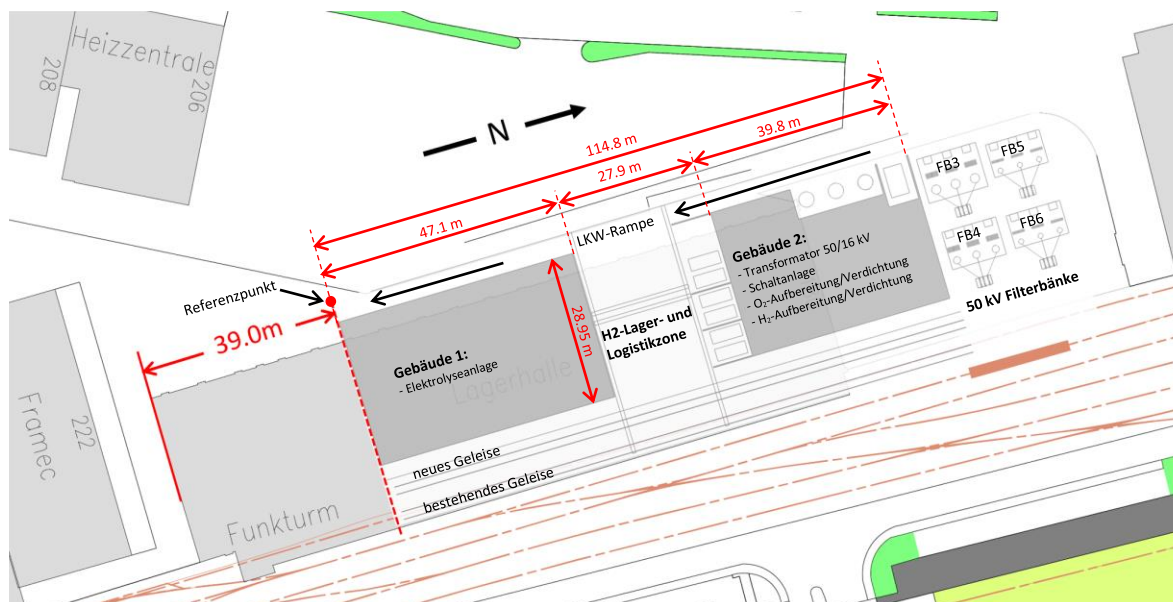 Heizzentrale
208
206
N
114.8 m
39.8 m
27.9 m
47.1 m
FB3
FB5
FB4
FB6
LKW-Rampe
Gebäude 2:
- Transformator 50/16 kV
- Schaltanlage
- O₂-Aufbereitung/Verdichtung
- H₂-Aufbereitung/Verdichtung
50 kV Filterbänke
Referenzpunkt
39.0m
28.95 m
H2-Lager- und
Logistikzone
Gebäude 1:
- Elektrolyseanlage
Lagerhalle
Framec
222
neues Geleise
bestehendes Geleise
Funkturm